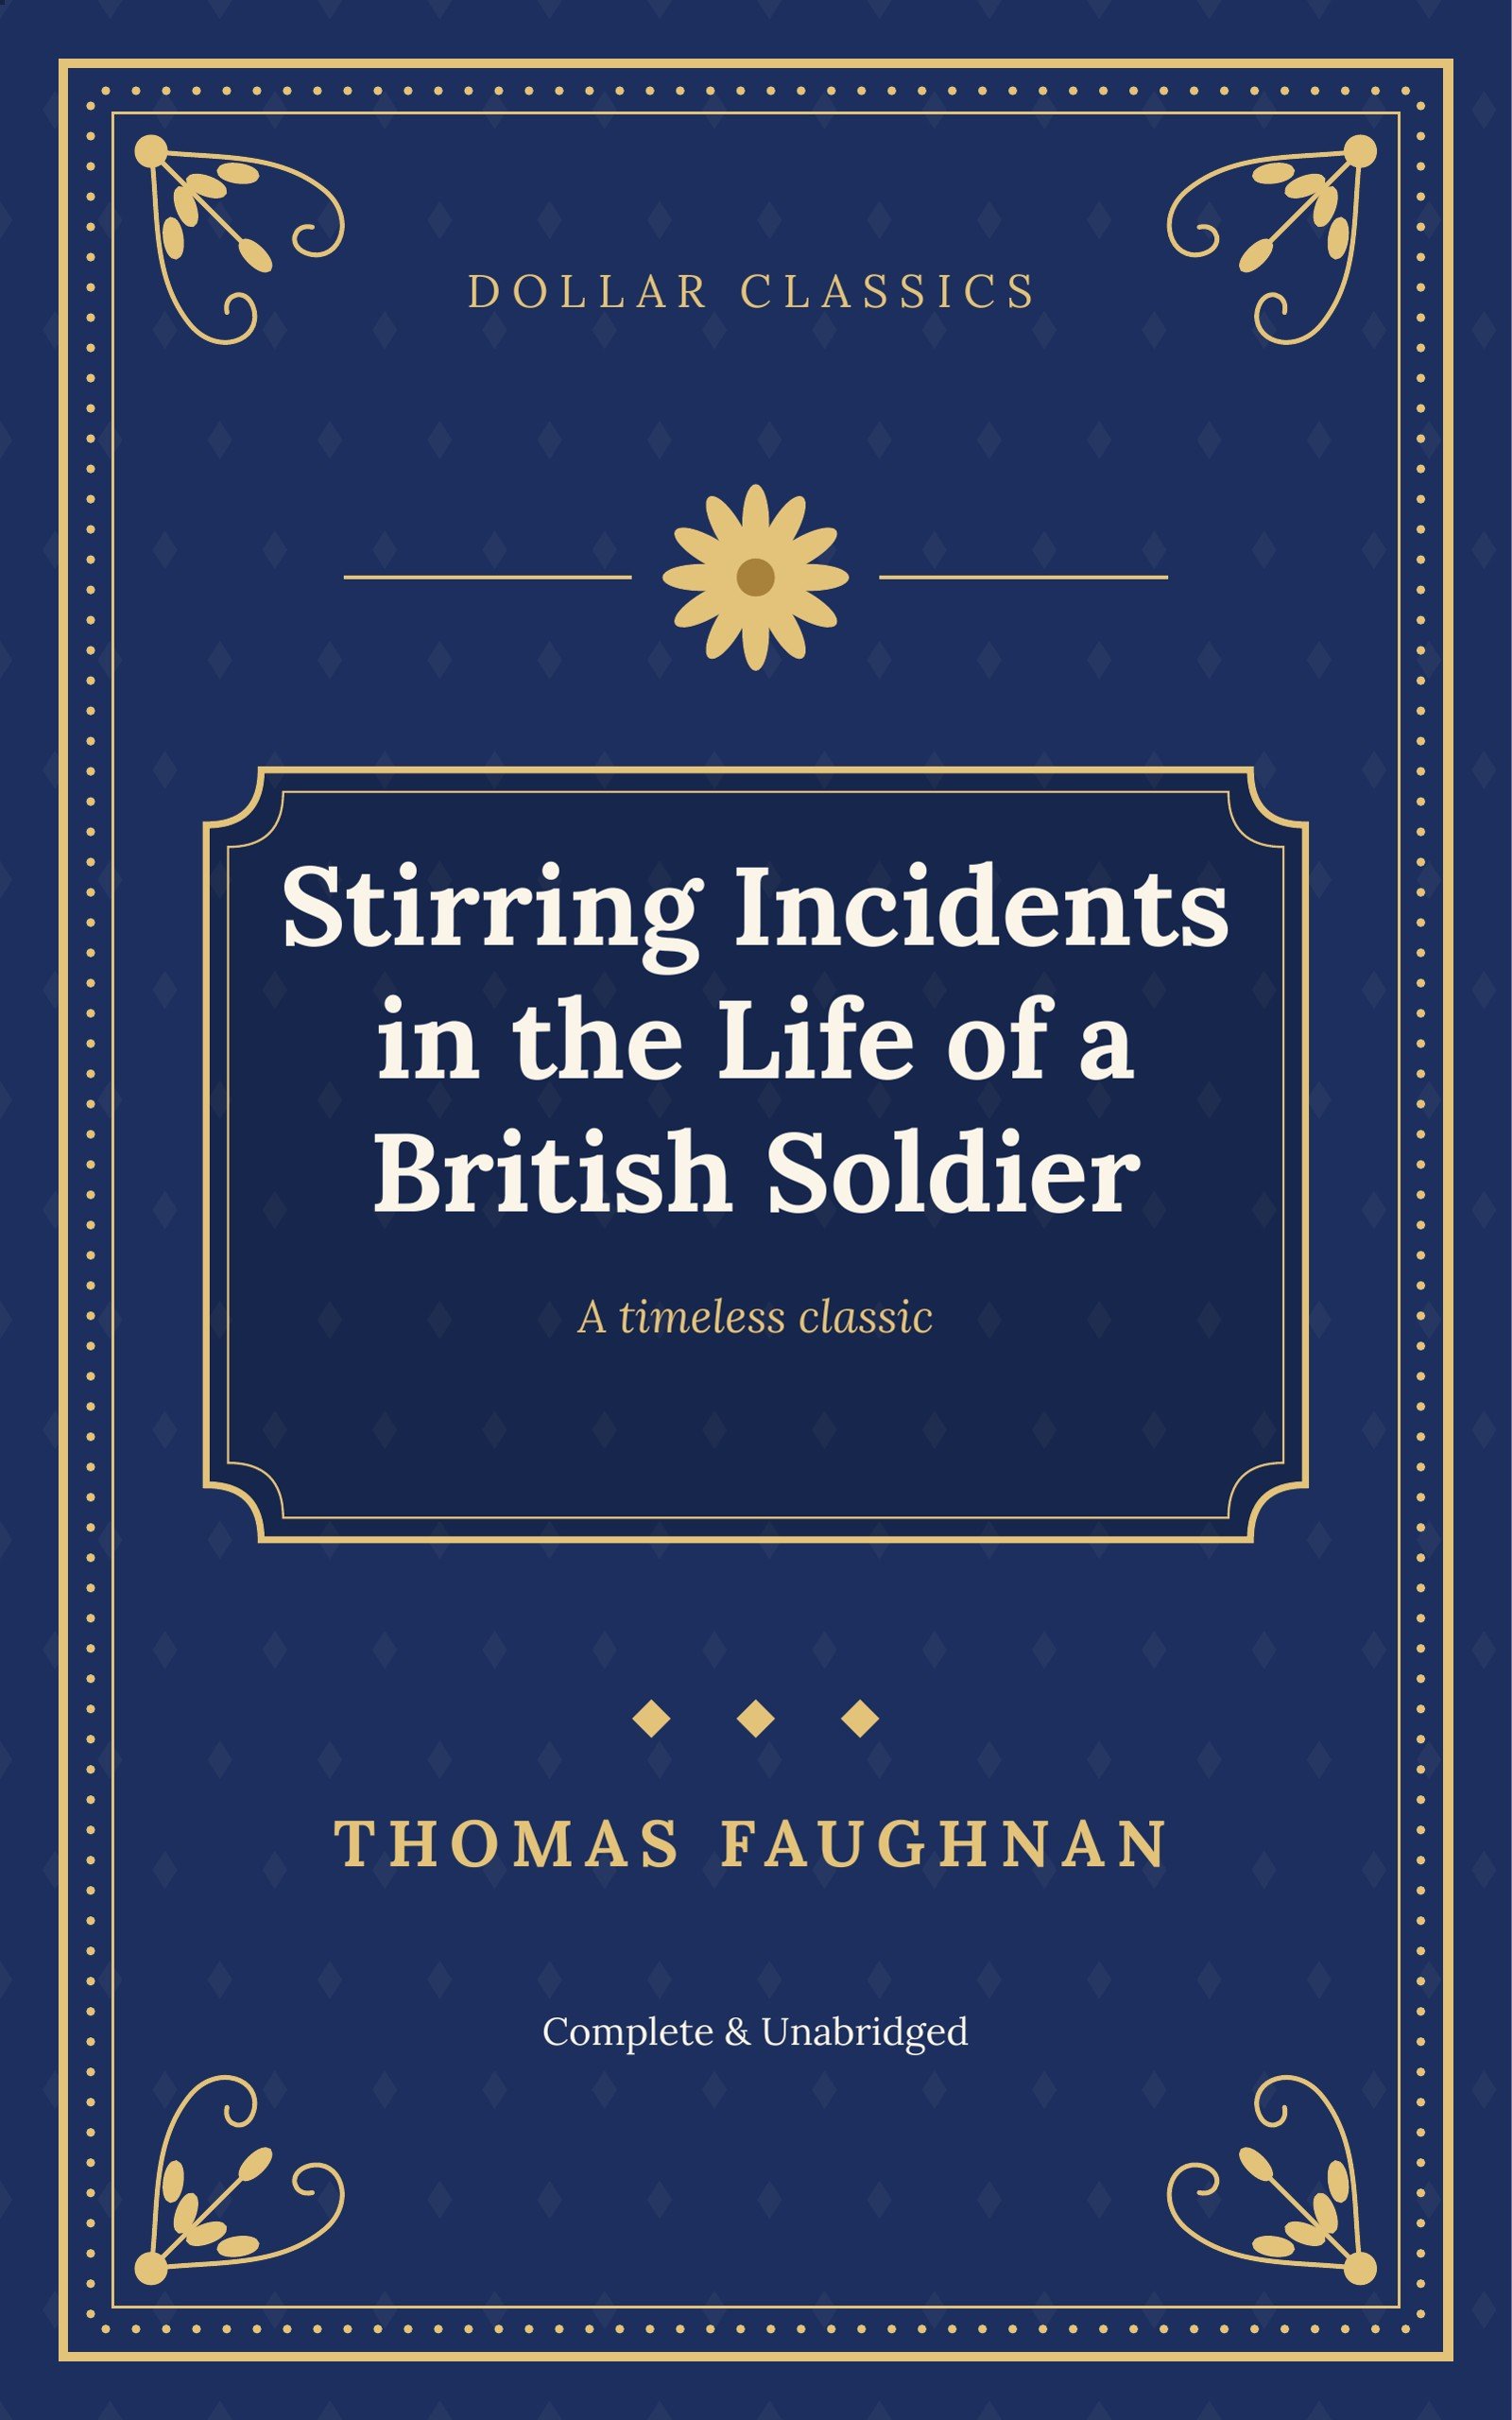 DOLLAR CLASSICS
Stirring Incidents
in the Life of a
British Soldier
A timeless classic
THOMAS FAUGHNAN
Complete & Unabridged